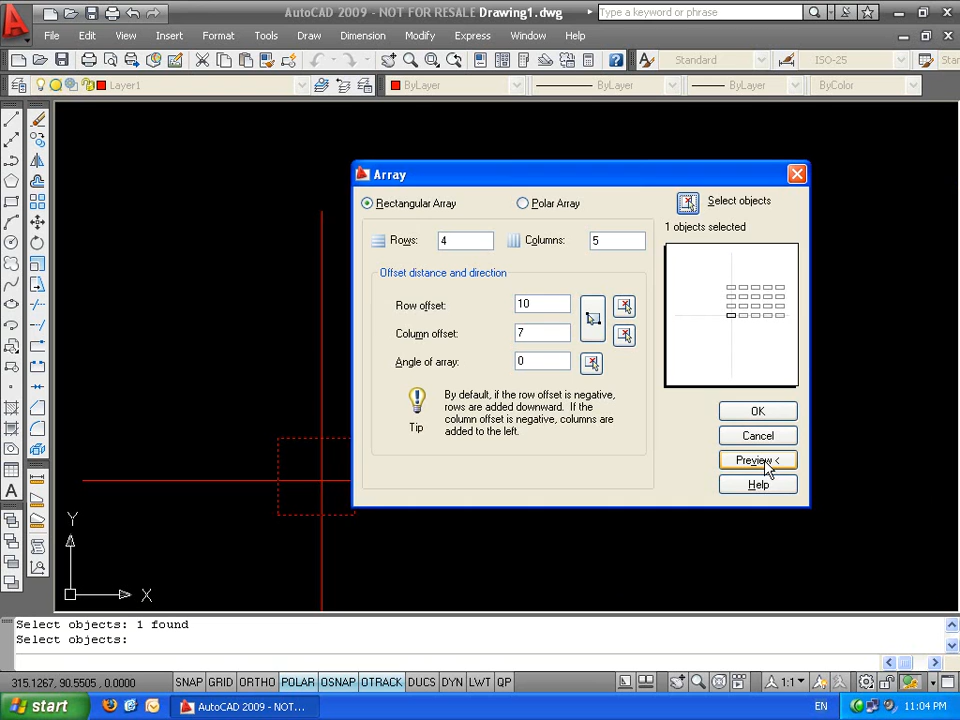 AutoCAD 2009 - NOT FOR RESALE Drawing1.dwg
Type a keyword or phrase
File Edit View Insert Format Tools Draw Dimension Modify Express Window Help
Standard
ISO-25
Layer1
ByLayer
ByLayer
ByLayer
ByColor
Array
Rectangular Array
Polar Array
Select objects
1 objects selected
Rows: 4
Columns: 5
Offset distance and direction
Row offset: 10
Column offset: 7
Angle of array: 0
Tip
By default, if the row offset is negative,
rows are added downward. If the
column offset is negative, columns are
added to the left.
OK
Cancel
Preview <
Help
A
Y
X
Select objects: 1 found
Select objects:
315.1267, 90.5505, 0.0000
SNAP GRID ORTHO POLAR OSNAP OTRACK DUCS DYN LWT QP
1:1
start
AutoCAD 2009 - NOT...
EN
11:04 PM